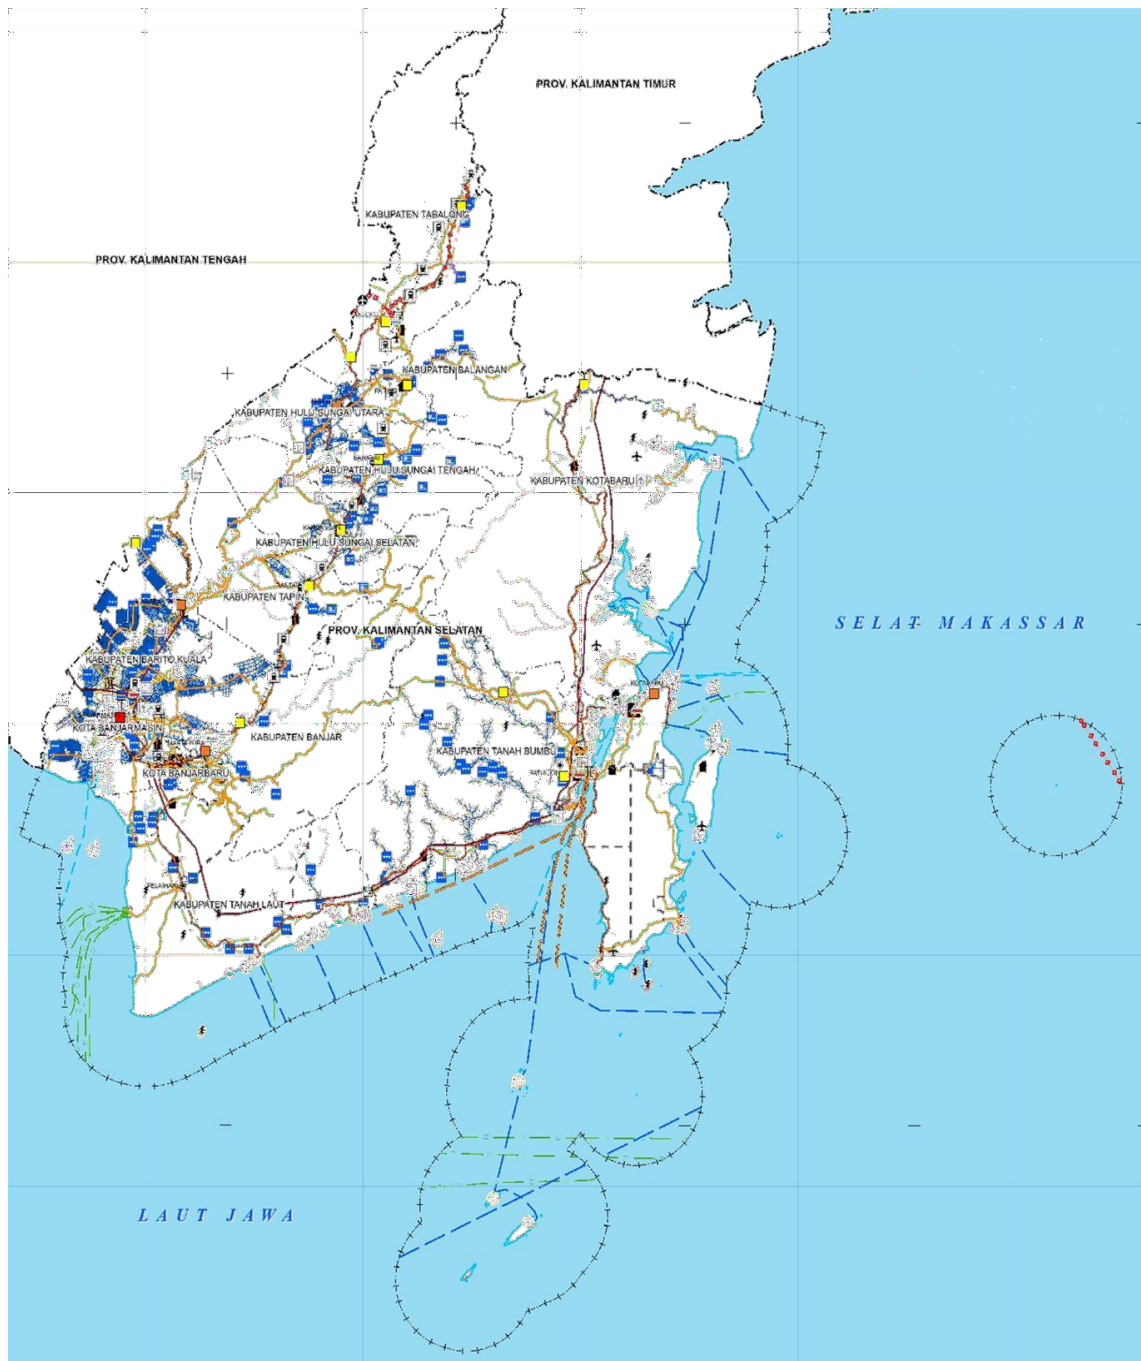 PROV. KALIMANTAN TIMUR
KABUPATEN TABALONG
PROV. KALIMANTAN TENGAH
KABUPATEN BALANGAN
KABUPATEN HULU SUNGAI UTARA
KABUPATEN HULU SUNGAI TENGAH
KABUPATEN KOTABARU
KABUPATEN HULU SUNGAI SELATAN
KABUPATEN TAPIN
PROV. KALIMANTAN SELATAN
SELAT MAKASSAR
KABUPATEN BARITO KUALA
KOTA BANJARMASIN
KABUPATEN BANJAR
KABUPATEN TANAH BUMBU
KOTA BANJARBARU
KABUPATEN TANAH LAUT
LAUT JAWA